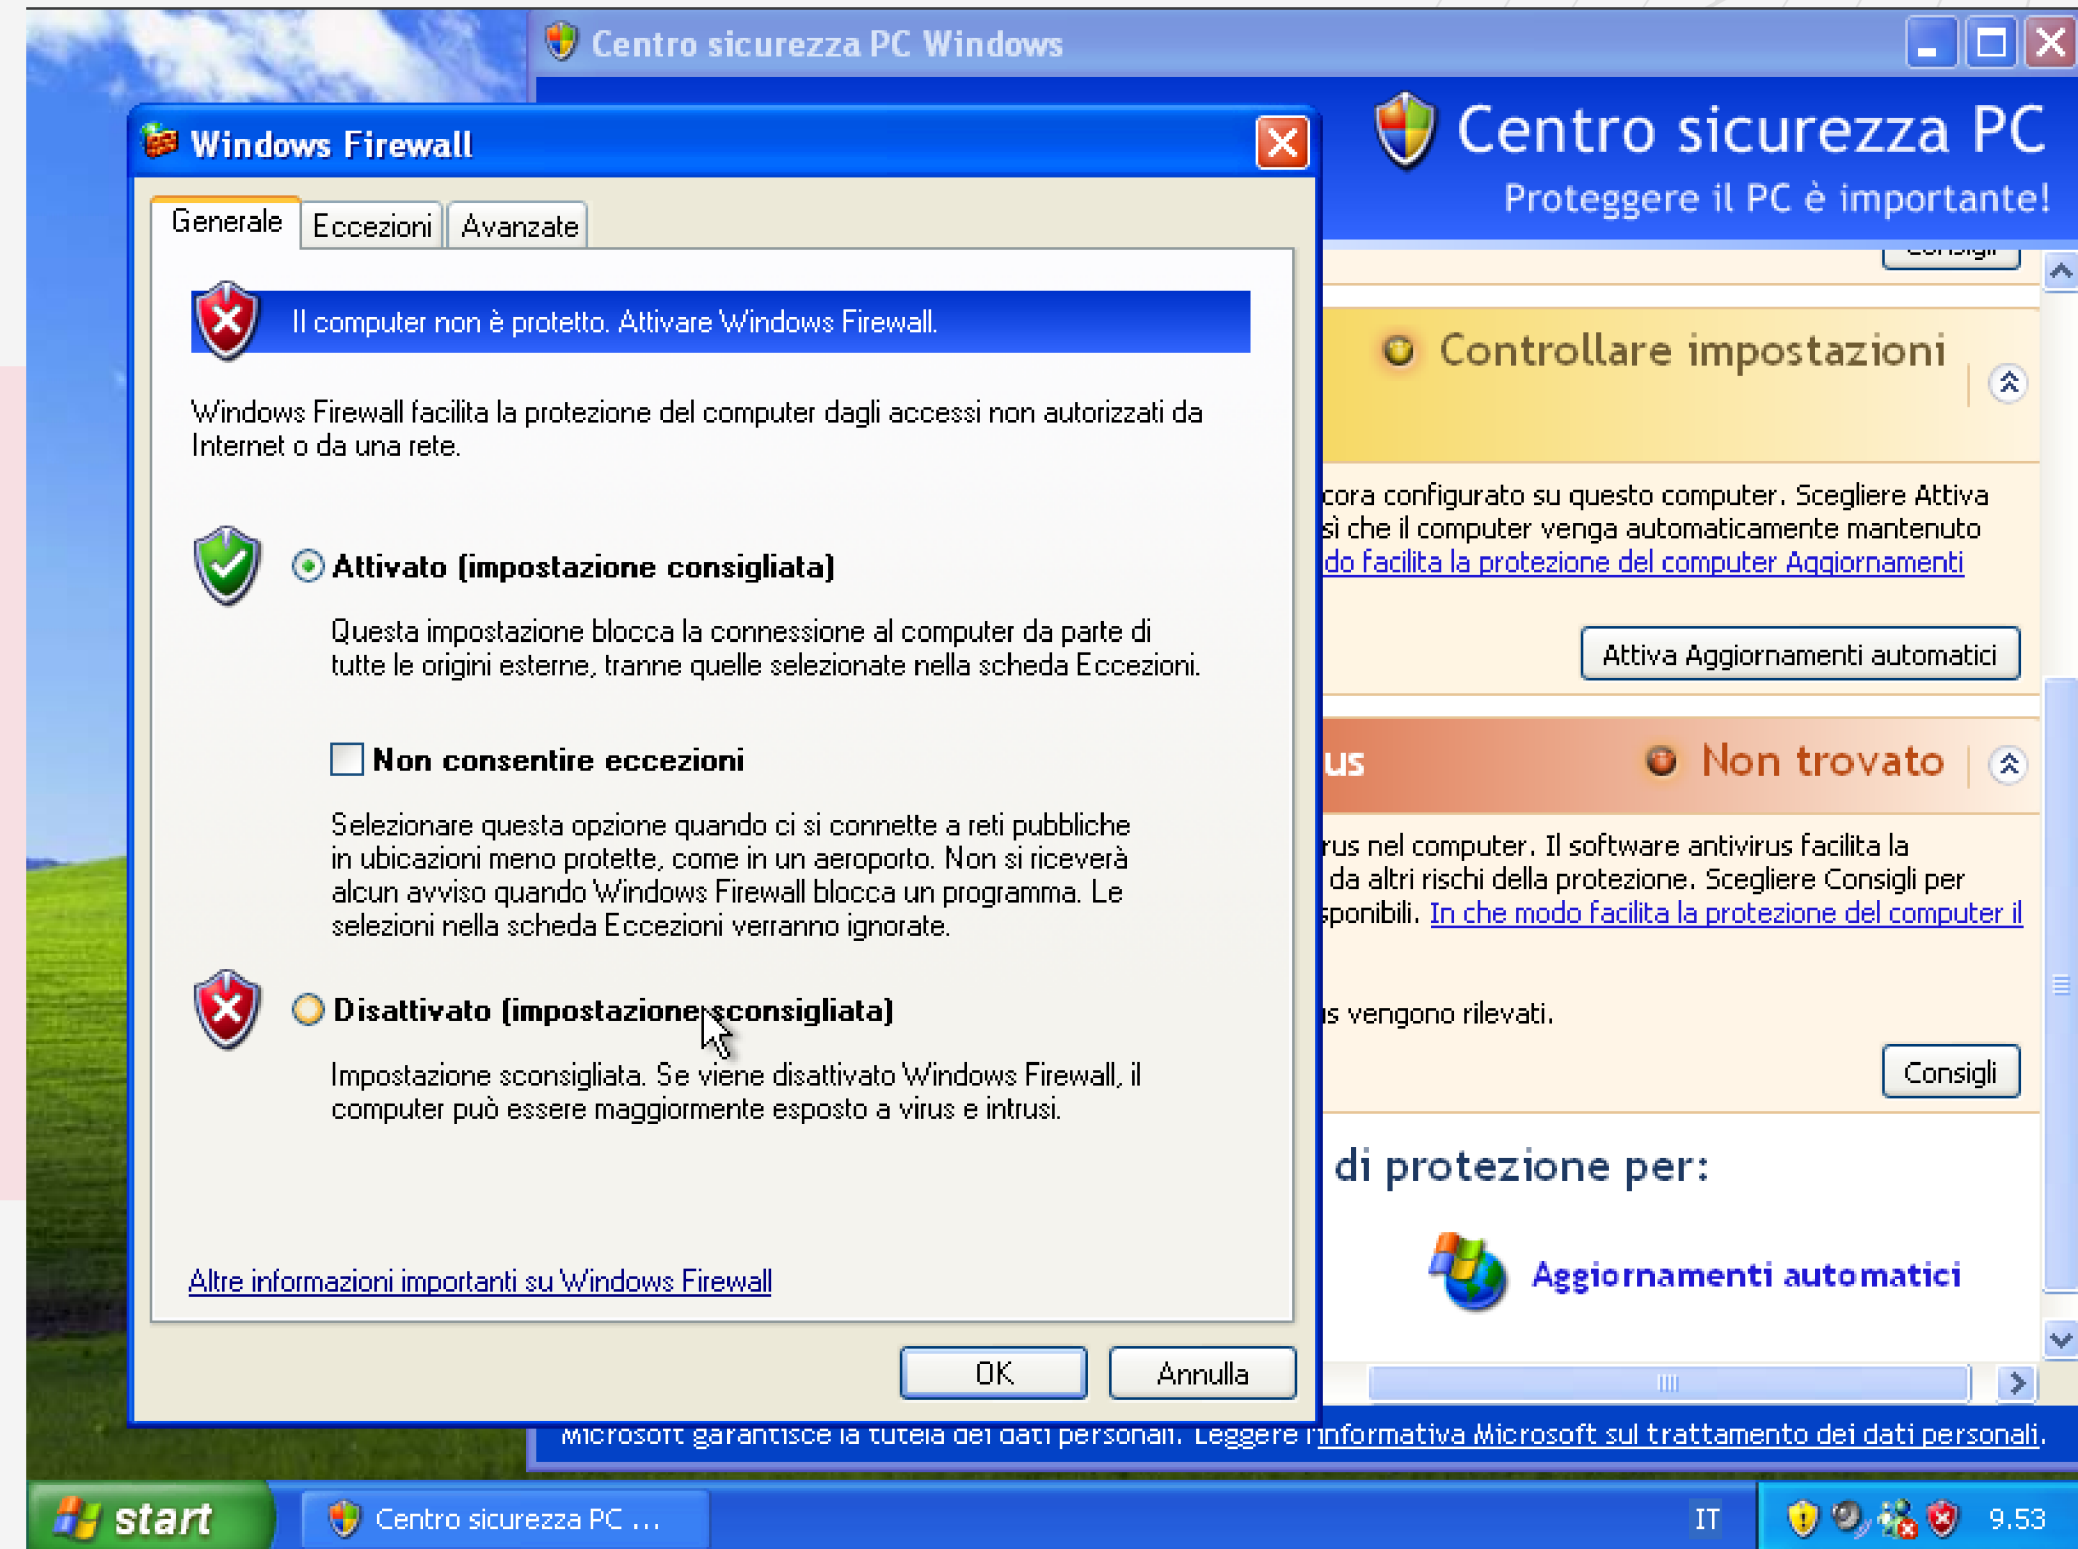 Centro sicurezza PC Windows
Centro sicurezza PC
Proteggere il PC è importante!
Windows Firewall
Generale
Eccezioni
Avanzate
Il computer non è protetto. Attivare Windows Firewall.
Windows Firewall facilita la protezione del computer dagli accessi non autorizzati da
Internet o da una rete.
Attivato (impostazione consigliata)
Questa impostazione blocca la connessione al computer da parte di
tutte le origini esterne, tranne quelle selezionate nella scheda Eccezioni.
Non consentire eccezioni
Selezionare questa opzione quando ci si connette a reti pubbliche
in ubicazioni meno protette, come in un aeroporto. Non si riceverà
alcun avviso quando Windows Firewall blocca un programma. Le
selezioni nella scheda Eccezioni verranno ignorate.
Disattivato (impostazione sconsigliata)
Impostazione sconsigliata. Se viene disattivato Windows Firewall, il
computer può essere maggiormente esposto a virus e intrusi.
Altre informazioni importanti su Windows Firewall
OK
Annulla
Consigli
Controllare impostazioni
cora configurato su questo computer. Scegliere Attiva
sì che il computer venga automaticamente mantenuto
do facilita la protezione del computer Aggiornamenti
Attiva Aggiornamenti automatici
us
Non trovato
rus nel computer. Il software antivirus facilita la
da altri rischi della protezione. Scegliere Consigli per
sponibili. In che modo facilita la protezione del computer il
us vengono rilevati.
Consigli
di protezione per:
Aggiornamenti automatici
Microsoft garantisce la tutela dei dati personali. Leggere l'informativa Microsoft sul trattamento dei dati personali.
start
Centro sicurezza PC ...
IT
9.53